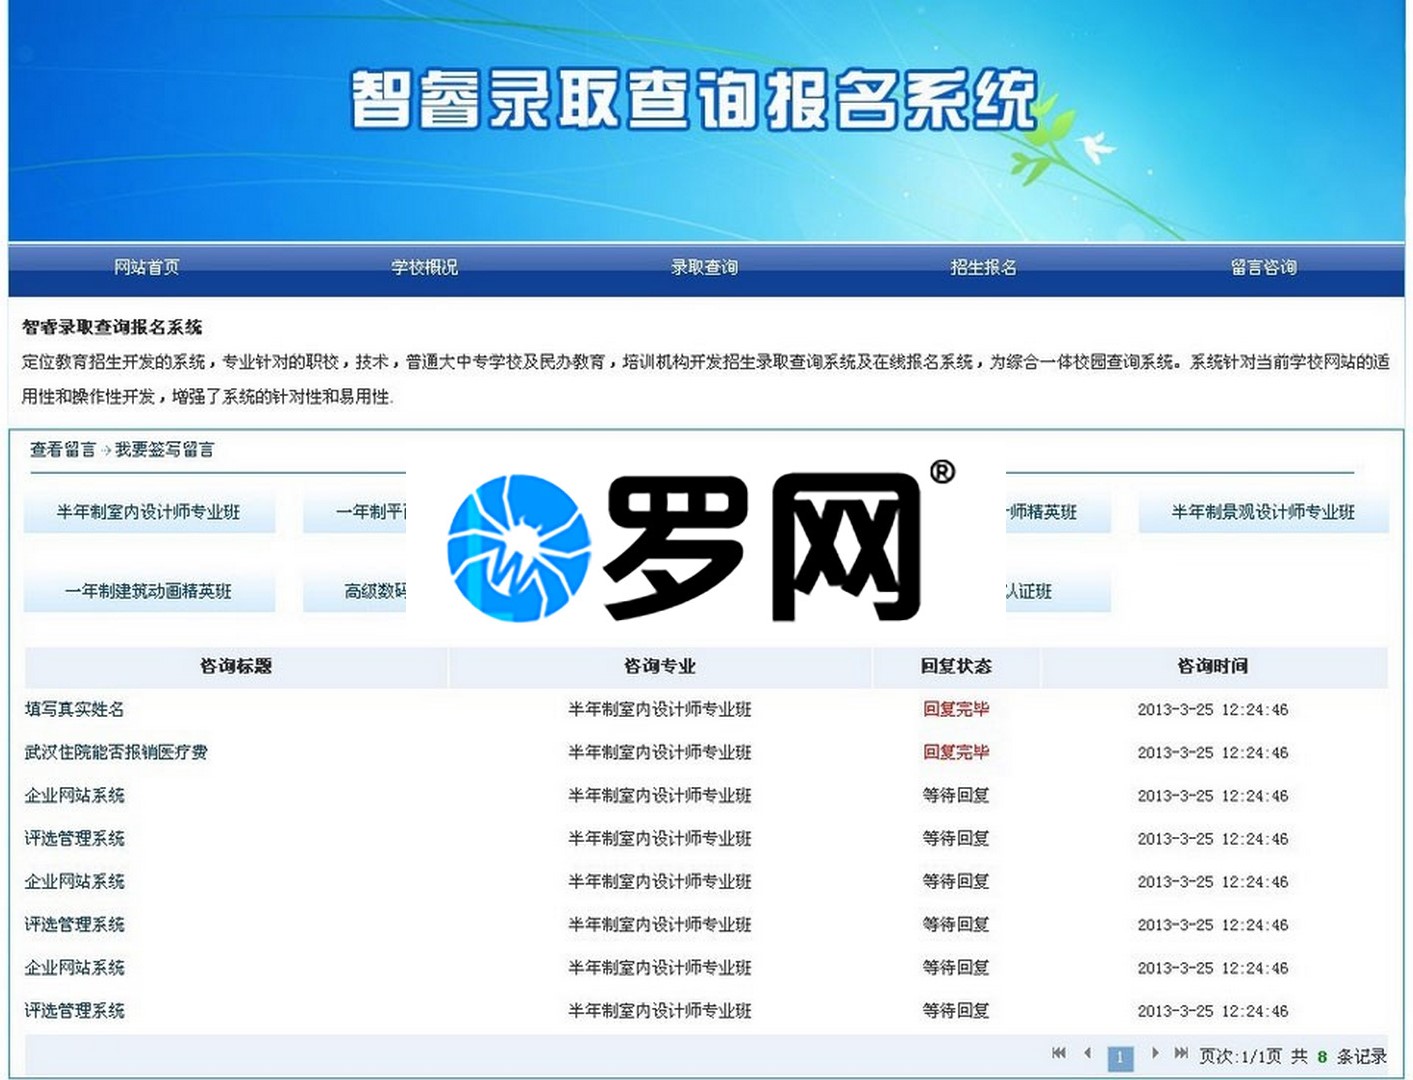 智睿录取查询报名系统
网站首页 学校概况 录取查询 招生报名 留言咨询
智睿录取查询报名系统
定位教育招生开发的系统，专业针对的职校，技术，普通大中专学校及民办教育，培训机构开发招生录取查询系统及在线报名系统，为综合一体校园查询系统。系统针对当前学校网站的适
用性和操作性开发，增强了系统的针对性和易用性.
查看留言→我要签写留言
半年制室内设计师专业班 一年制平 师精英班 半年制景观设计师专业班
罗网®
一年制建筑动画精英班 高级数码 认证班
咨询标题 咨询专业 回复状态 咨询时间
填写真实姓名 半年制室内设计师专业班 回复完毕 2013-3-25 12:24:46
武汉住院能否报销医疗费 半年制室内设计师专业班 回复完毕 2013-3-25 12:24:46
企业网站系统 半年制室内设计师专业班 等待回复 2013-3-25 12:24:46
评选管理系统 半年制室内设计师专业班 等待回复 2013-3-25 12:24:46
企业网站系统 半年制室内设计师专业班 等待回复 2013-3-25 12:24:46
评选管理系统 半年制室内设计师专业班 等待回复 2013-3-25 12:24:46
企业网站系统 半年制室内设计师专业班 等待回复 2013-3-25 12:24:46
评选管理系统 半年制室内设计师专业班 等待回复 2013-3-25 12:24:46
1 页次:1/1页 共 8 条记录